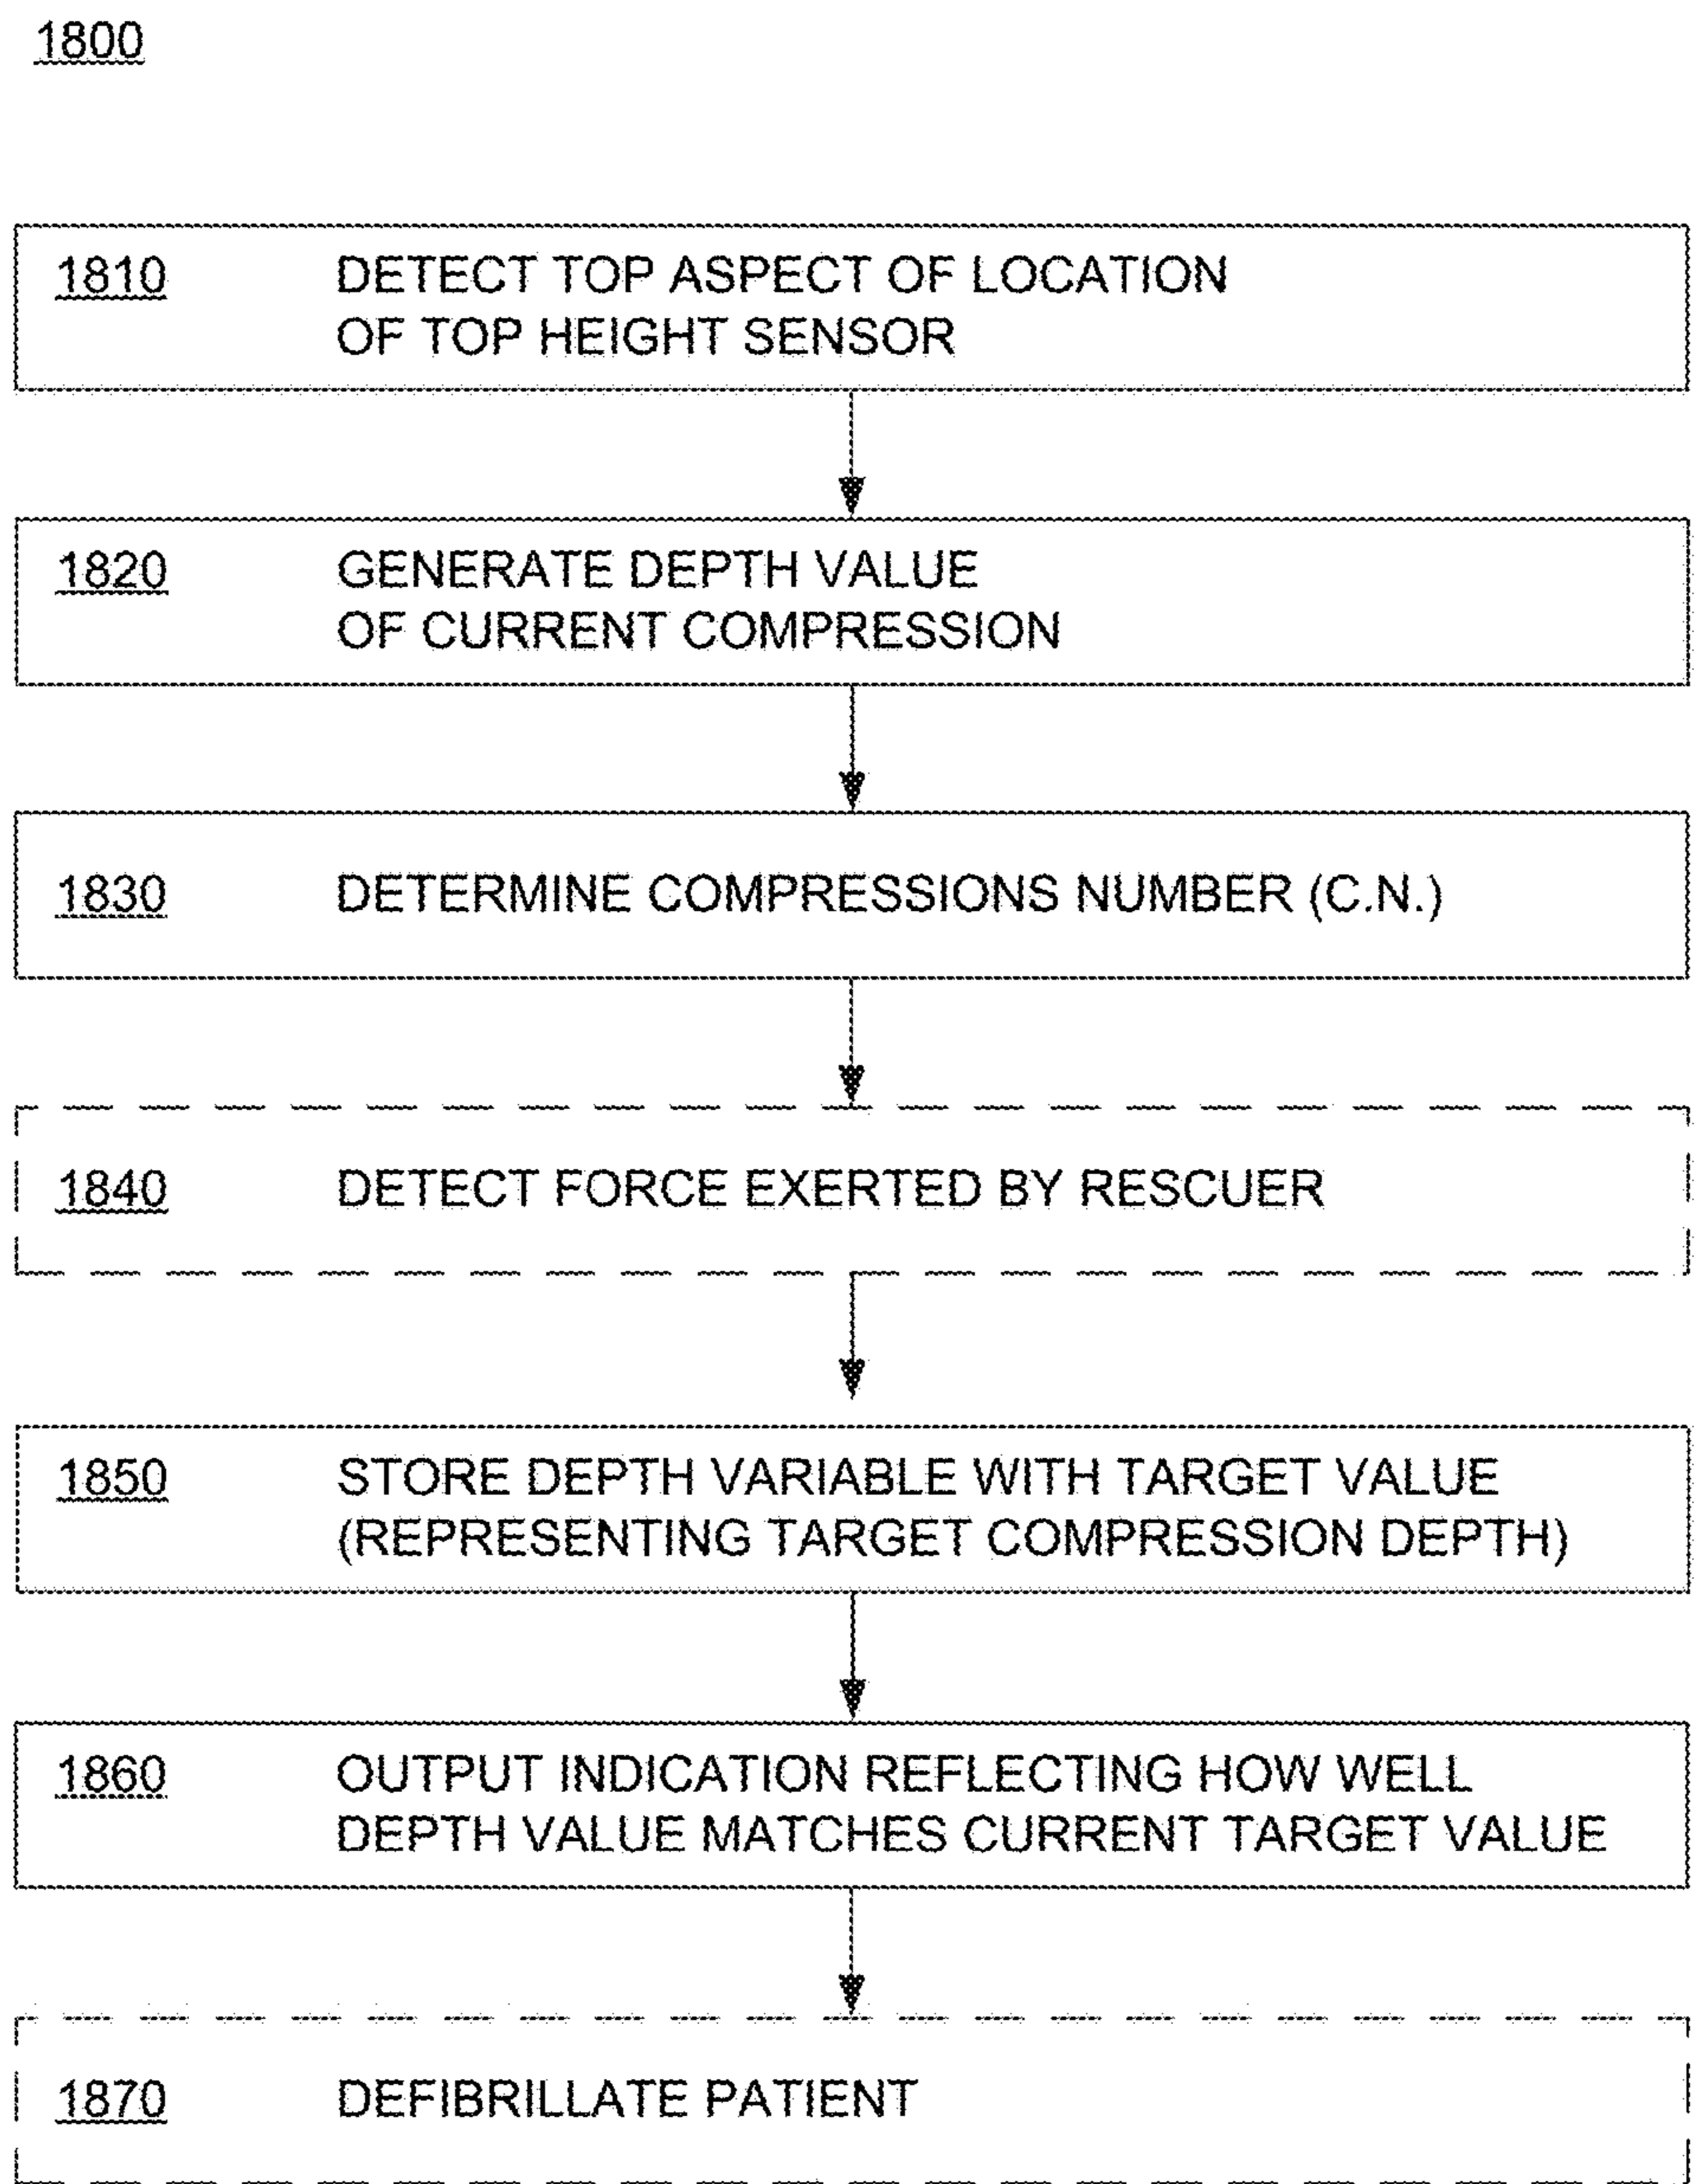 1800
1810 DETECT TOP ASPECT OF LOCATION
OF TOP HEIGHT SENSOR
1820 GENERATE DEPTH VALUE
OF CURRENT COMPRESSION
1830 DETERMINE COMPRESSIONS NUMBER (C.N.)
1840 DETECT FORCE EXERTED BY RESCUER
1850 STORE DEPTH VARIABLE WITH TARGET VALUE
(REPRESENTING TARGET COMPRESSION DEPTH)
1860 OUTPUT INDICATION REFLECTING HOW WELL
DEPTH VALUE MATCHES CURRENT TARGET VALUE
1870 DEFIBRILLATE PATIENT